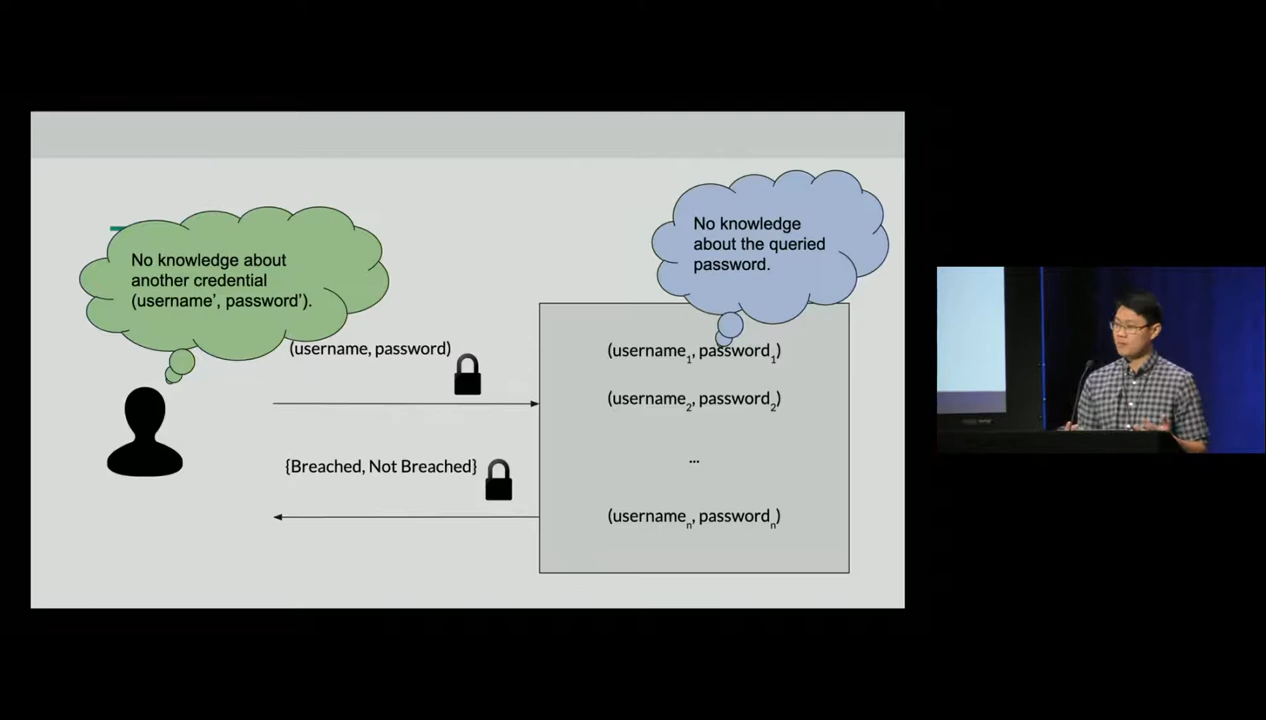 No knowledge about
another credential
(username’, password’).
No knowledge
about the queried
password.
(username, password)
{Breached, Not Breached}
(username₁, password₁)
(username₂, password₂)
...
(usernameₙ, passwordₙ)